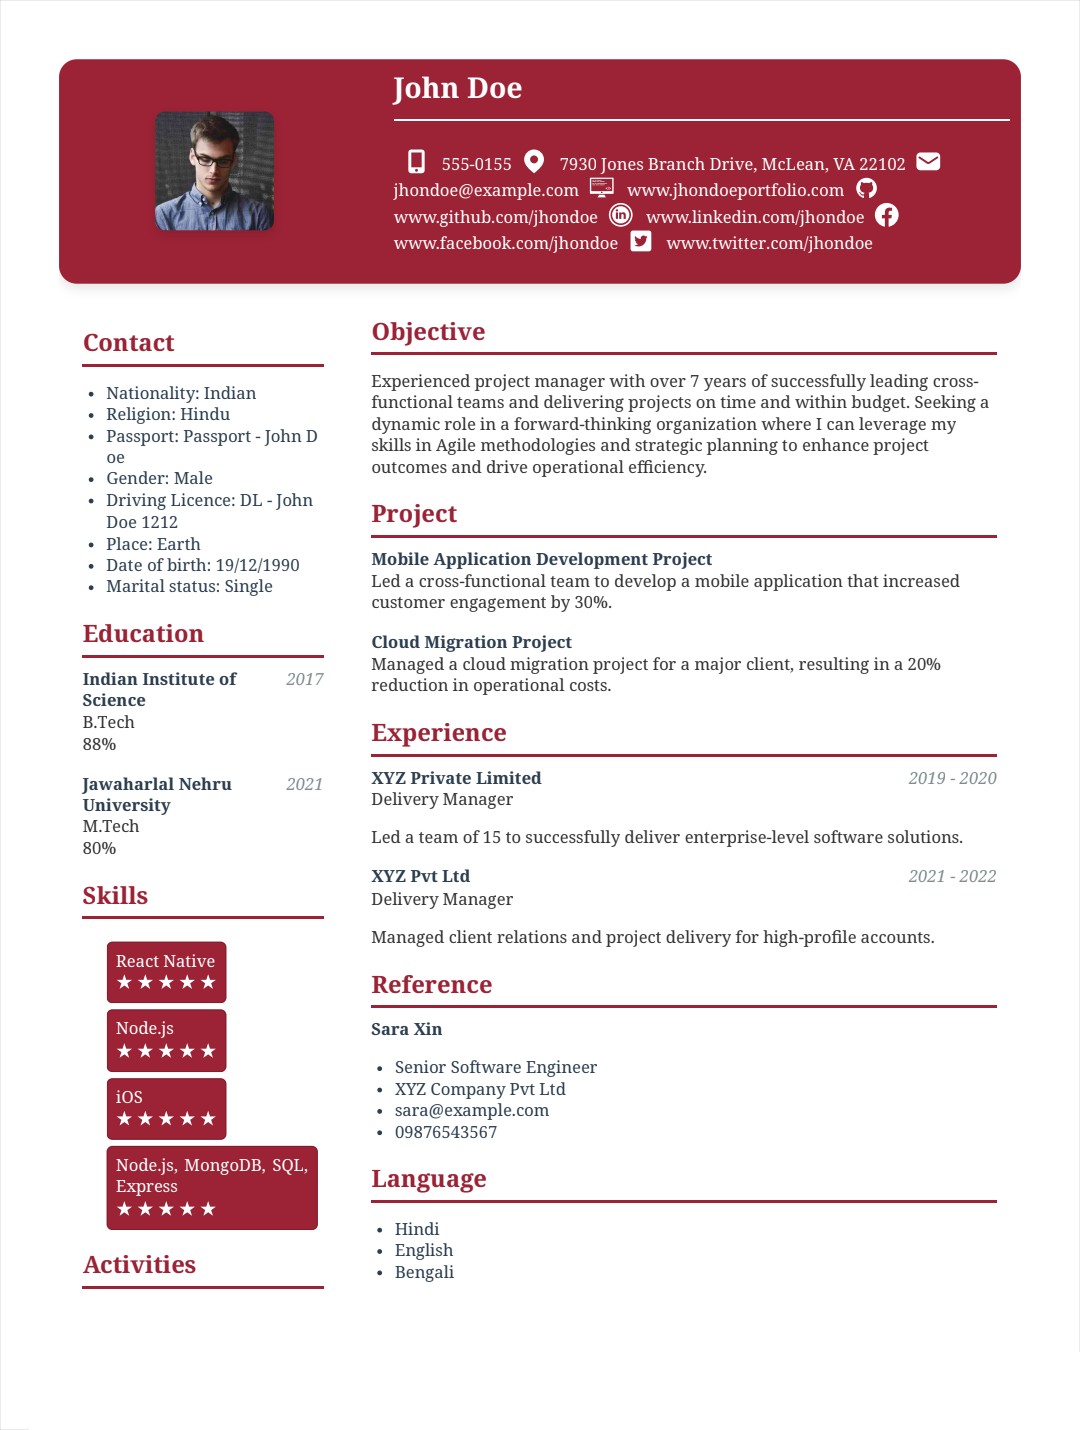 John Doe
555-0155 7930 Jones Branch Drive, McLean, VA 22102
jhondoe@example.com www.jhondoeportfolio.com
www.github.com/jhondoe www.linkedin.com/jhondoe
www.facebook.com/jhondoe www.twitter.com/jhondoe
Contact
• Nationality: Indian
• Religion: Hindu
• Passport: Passport - John D
oe
• Gender: Male
• Driving Licence: DL - John
Doe 1212
• Place: Earth
• Date of birth: 19/12/1990
• Marital status: Single
Education
Indian Institute of 2017
Science
B.Tech
88%
Jawaharlal Nehru 2021
University
M.Tech
80%
Skills
React Native
★ ★ ★ ★ ★
Node.js
★ ★ ★ ★ ★
iOS
★ ★ ★ ★ ★
Node.js, MongoDB, SQL,
Express
★ ★ ★ ★ ★
Activities
Objective
Experienced project manager with over 7 years of successfully leading cross-
functional teams and delivering projects on time and within budget. Seeking a
dynamic role in a forward-thinking organization where I can leverage my
skills in Agile methodologies and strategic planning to enhance project
outcomes and drive operational efficiency.
Project
Mobile Application Development Project
Led a cross-functional team to develop a mobile application that increased
customer engagement by 30%.
Cloud Migration Project
Managed a cloud migration project for a major client, resulting in a 20%
reduction in operational costs.
Experience
XYZ Private Limited 2019 - 2020
Delivery Manager
Led a team of 15 to successfully deliver enterprise-level software solutions.
XYZ Pvt Ltd 2021 - 2022
Delivery Manager
Managed client relations and project delivery for high-profile accounts.
Reference
Sara Xin
• Senior Software Engineer
• XYZ Company Pvt Ltd
• sara@example.com
• 09876543567
Language
• Hindi
• English
• Bengali